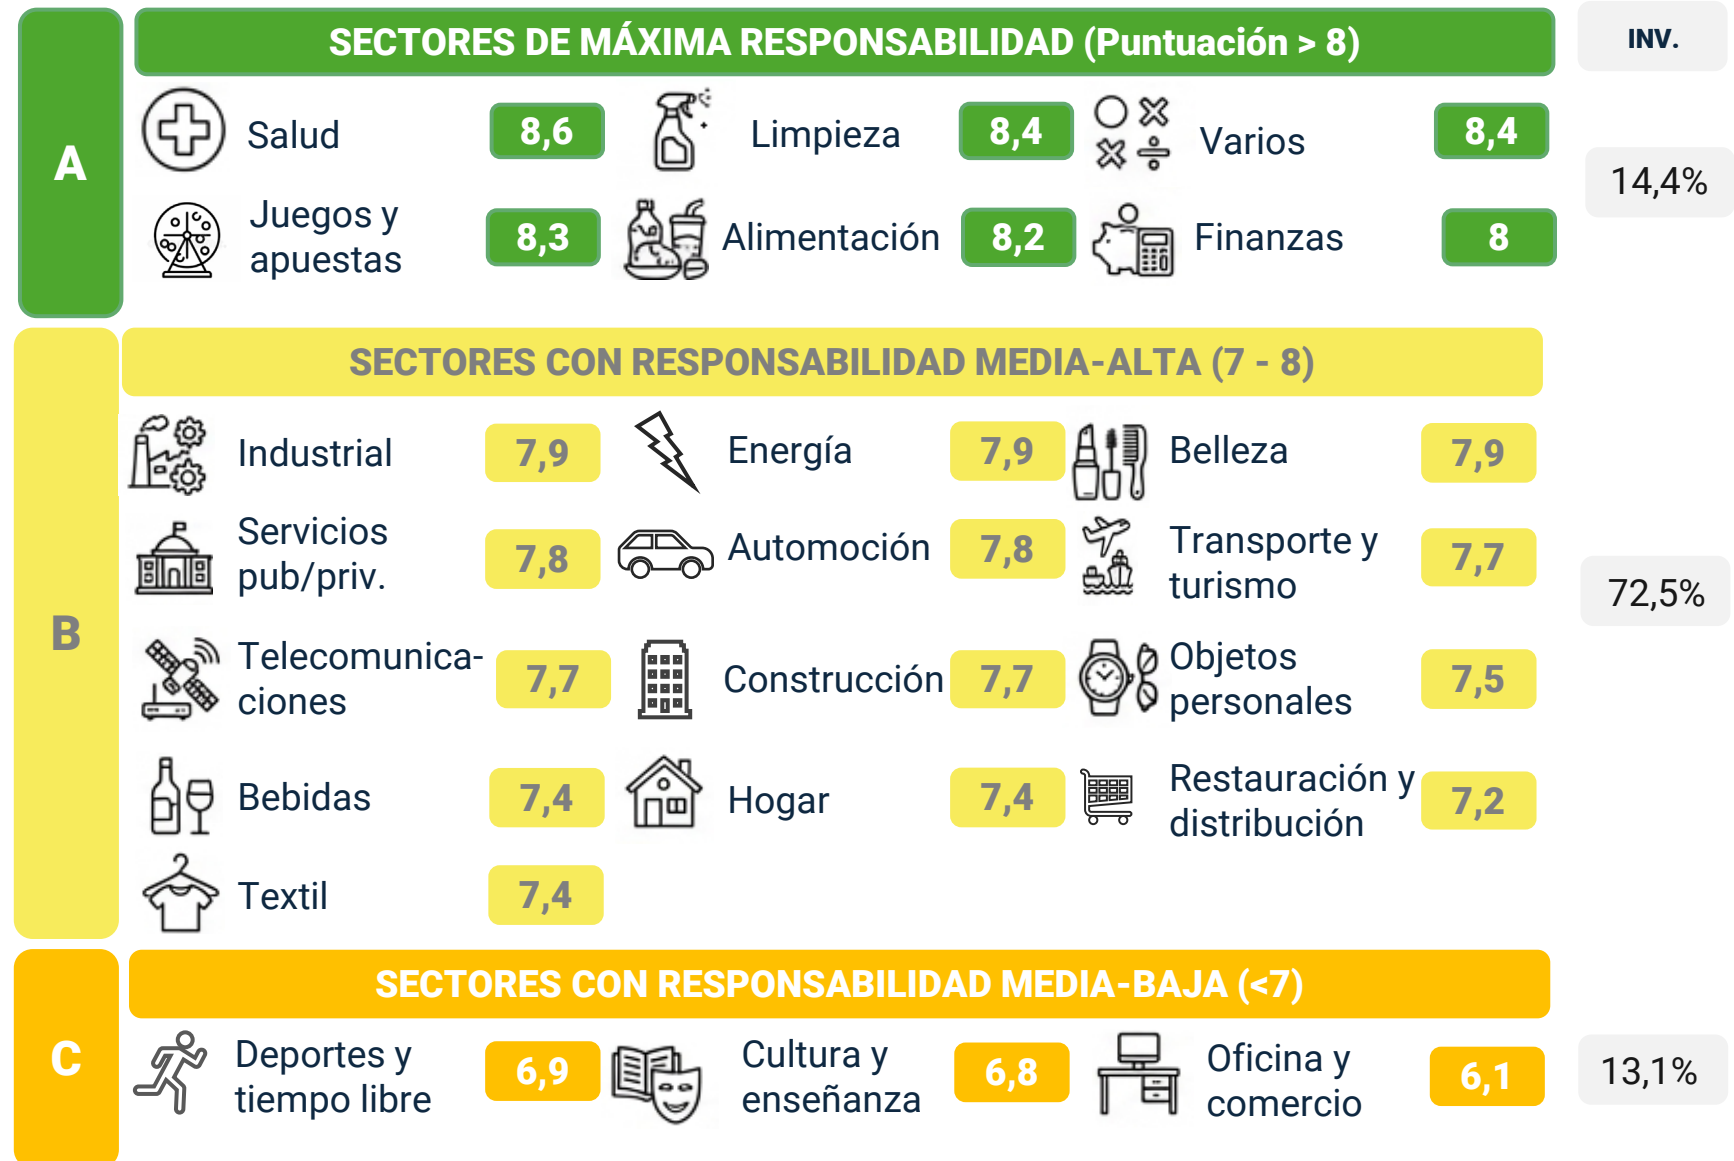 SECTORES DE MÁXIMA RESPONSABILIDAD (Puntuación > 8)
INV.
A
Salud
8,6
Limpieza
8,4
Varios
8,4
14,4%
Juegos y
apuestas
8,3
Alimentación
8,2
Finanzas
8
SECTORES CON RESPONSABILIDAD MEDIA-ALTA (7 - 8)
B
Industrial
7,9
Energía
7,9
Belleza
7,9
Servicios
pub/priv.
7,8
Automoción
7,8
Transporte y
turismo
7,7
72,5%
Telecomunica-
ciones
7,7
Construcción
7,7
Objetos
personales
7,5
Bebidas
7,4
Hogar
7,4
Restauración y
distribución
7,2
Textil
7,4
SECTORES CON RESPONSABILIDAD MEDIA-BAJA (<7)
C
Deportes y
tiempo libre
6,9
Cultura y
enseñanza
6,8
Oficina y
comercio
6,1
13,1%